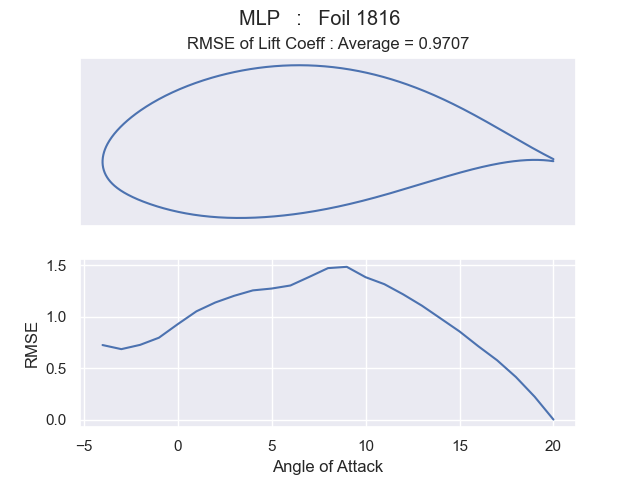 MLP : Foil 1816
RMSE of Lift Coeff : Average = 0.9707
1.5
1.0
0.5
0.0
RMSE
−5 0 5 10 15 20
Angle of Attack